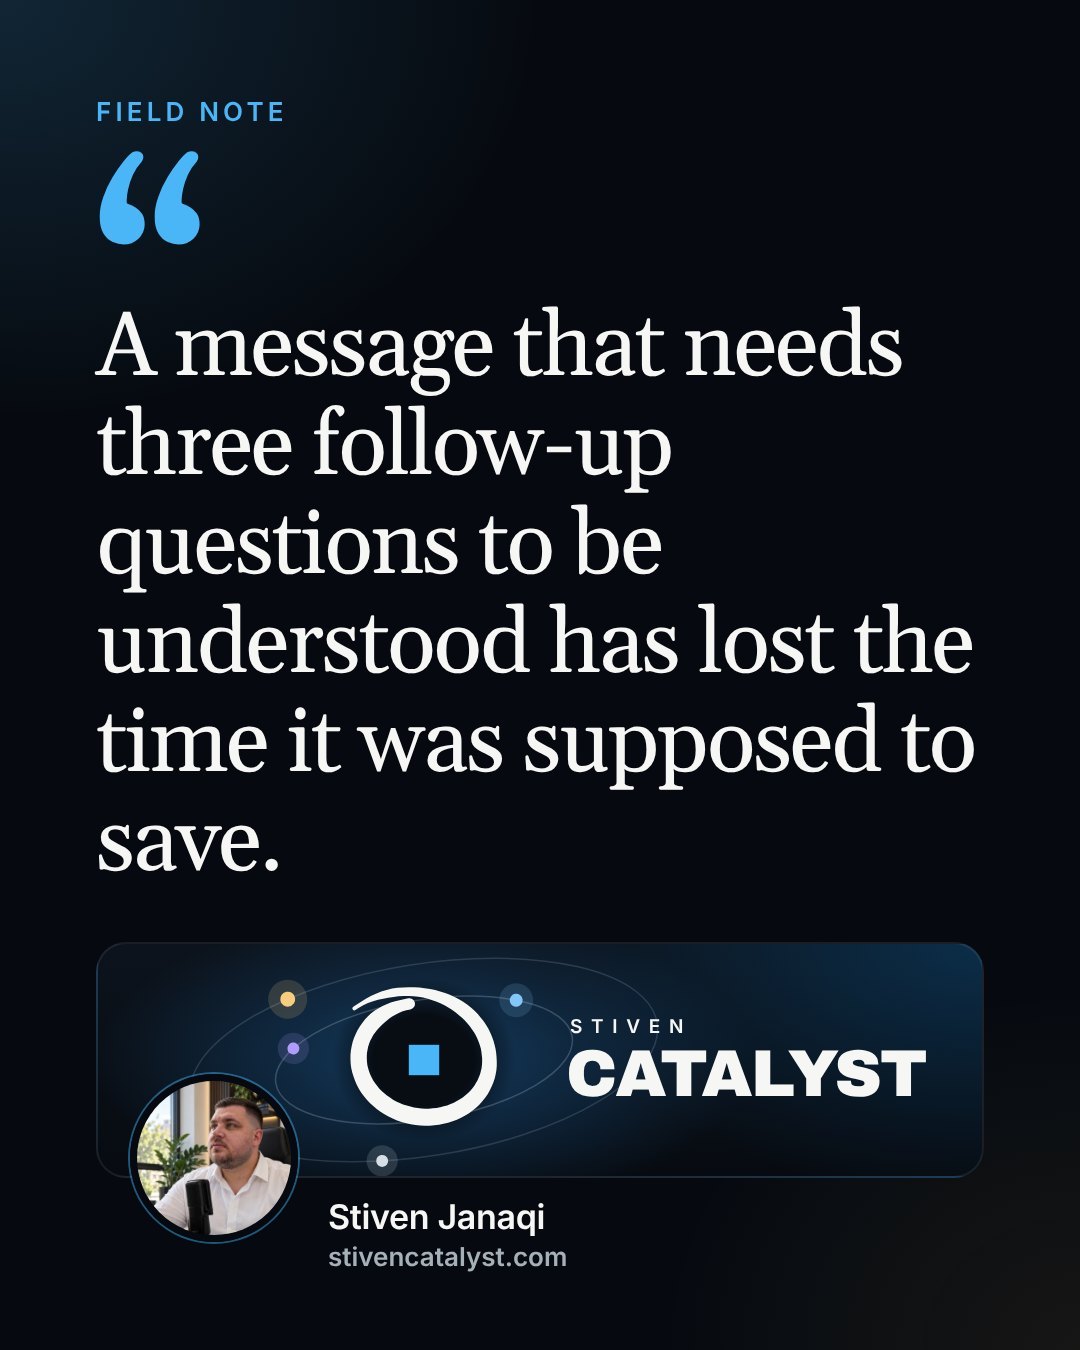 FIELD NOTE
“
A message that needs
three follow-up
questions to be
understood has lost the
time it was supposed to
save.
STIVEN
CATALYST
Stiven Janaqi
stivencatalyst.com